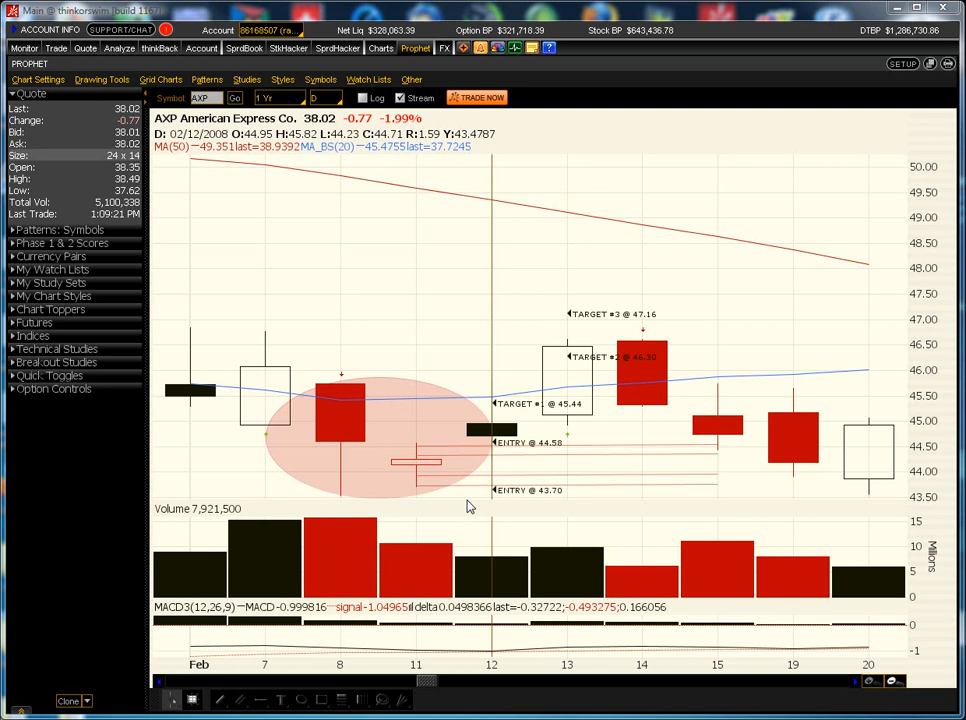 Main @ thinkorswim [build 1167]
ACCOUNT INFO SUPPORT/CHAT ! Account 86168507 (ra... Net Liq $328,063.39 Option BP $321,718.39 Stock BP $643,436.78 DTBP $1,286,730.86
Monitor Trade Quote Analyze thinkBack Account SprdBook StkHacker SprdHacker Charts Prophet FX ?
PROPHET SETUP
Chart Settings Drawing Tools Grid Charts Patterns Studies Styles Symbols Watch Lists Other
Quote
Symbol: AXP Go 1 Yr D Log Stream TRADE NOW
Last: 38.02
Change: -0.77
Bid: 38.01
Ask: 38.02
Size: 24 x 14
Open: 38.35
High: 38.49
Low: 37.62
Total Vol: 5,100,338
Last Trade: 1:09:21 PM
Patterns: Symbols
Phase 1 & 2 Scores
Currency Pairs
My Watch Lists
My Study Sets
My Chart Styles
Chart Toppers
Futures
Indices
Technical Studies
Breakout Studies
Quick Toggles
Option Controls
AXP American Express Co. 38.02 -0.77 -1.99%
D: 02/12/2008 O:44.95 H:45.82 L:44.23 C:44.71 R:1.59 Y:43.4787
MA(50)—49.351last=38.9392MA_BS(20)—45.4755last=37.7245
50.00
49.50
49.00
48.50
48.00
47.50
47.00
46.50
46.00
45.50
45.00
44.50
44.00
43.50
TARGET #3 @ 47.16
TARGET #2 @ 46.30
TARGET #1 @ 45.44
ENTRY @ 44.58
ENTRY @ 43.70
Volume 7,921,500
15
10
5
0
Millions
MACD3(12,26,9)—MACD-0.999816 signal-1.04965 delta 0.0498366last=-0.32722;-0.493275;0.166056
0
-1
Feb 7 8 11 12 13 14 15 19 20
Clone